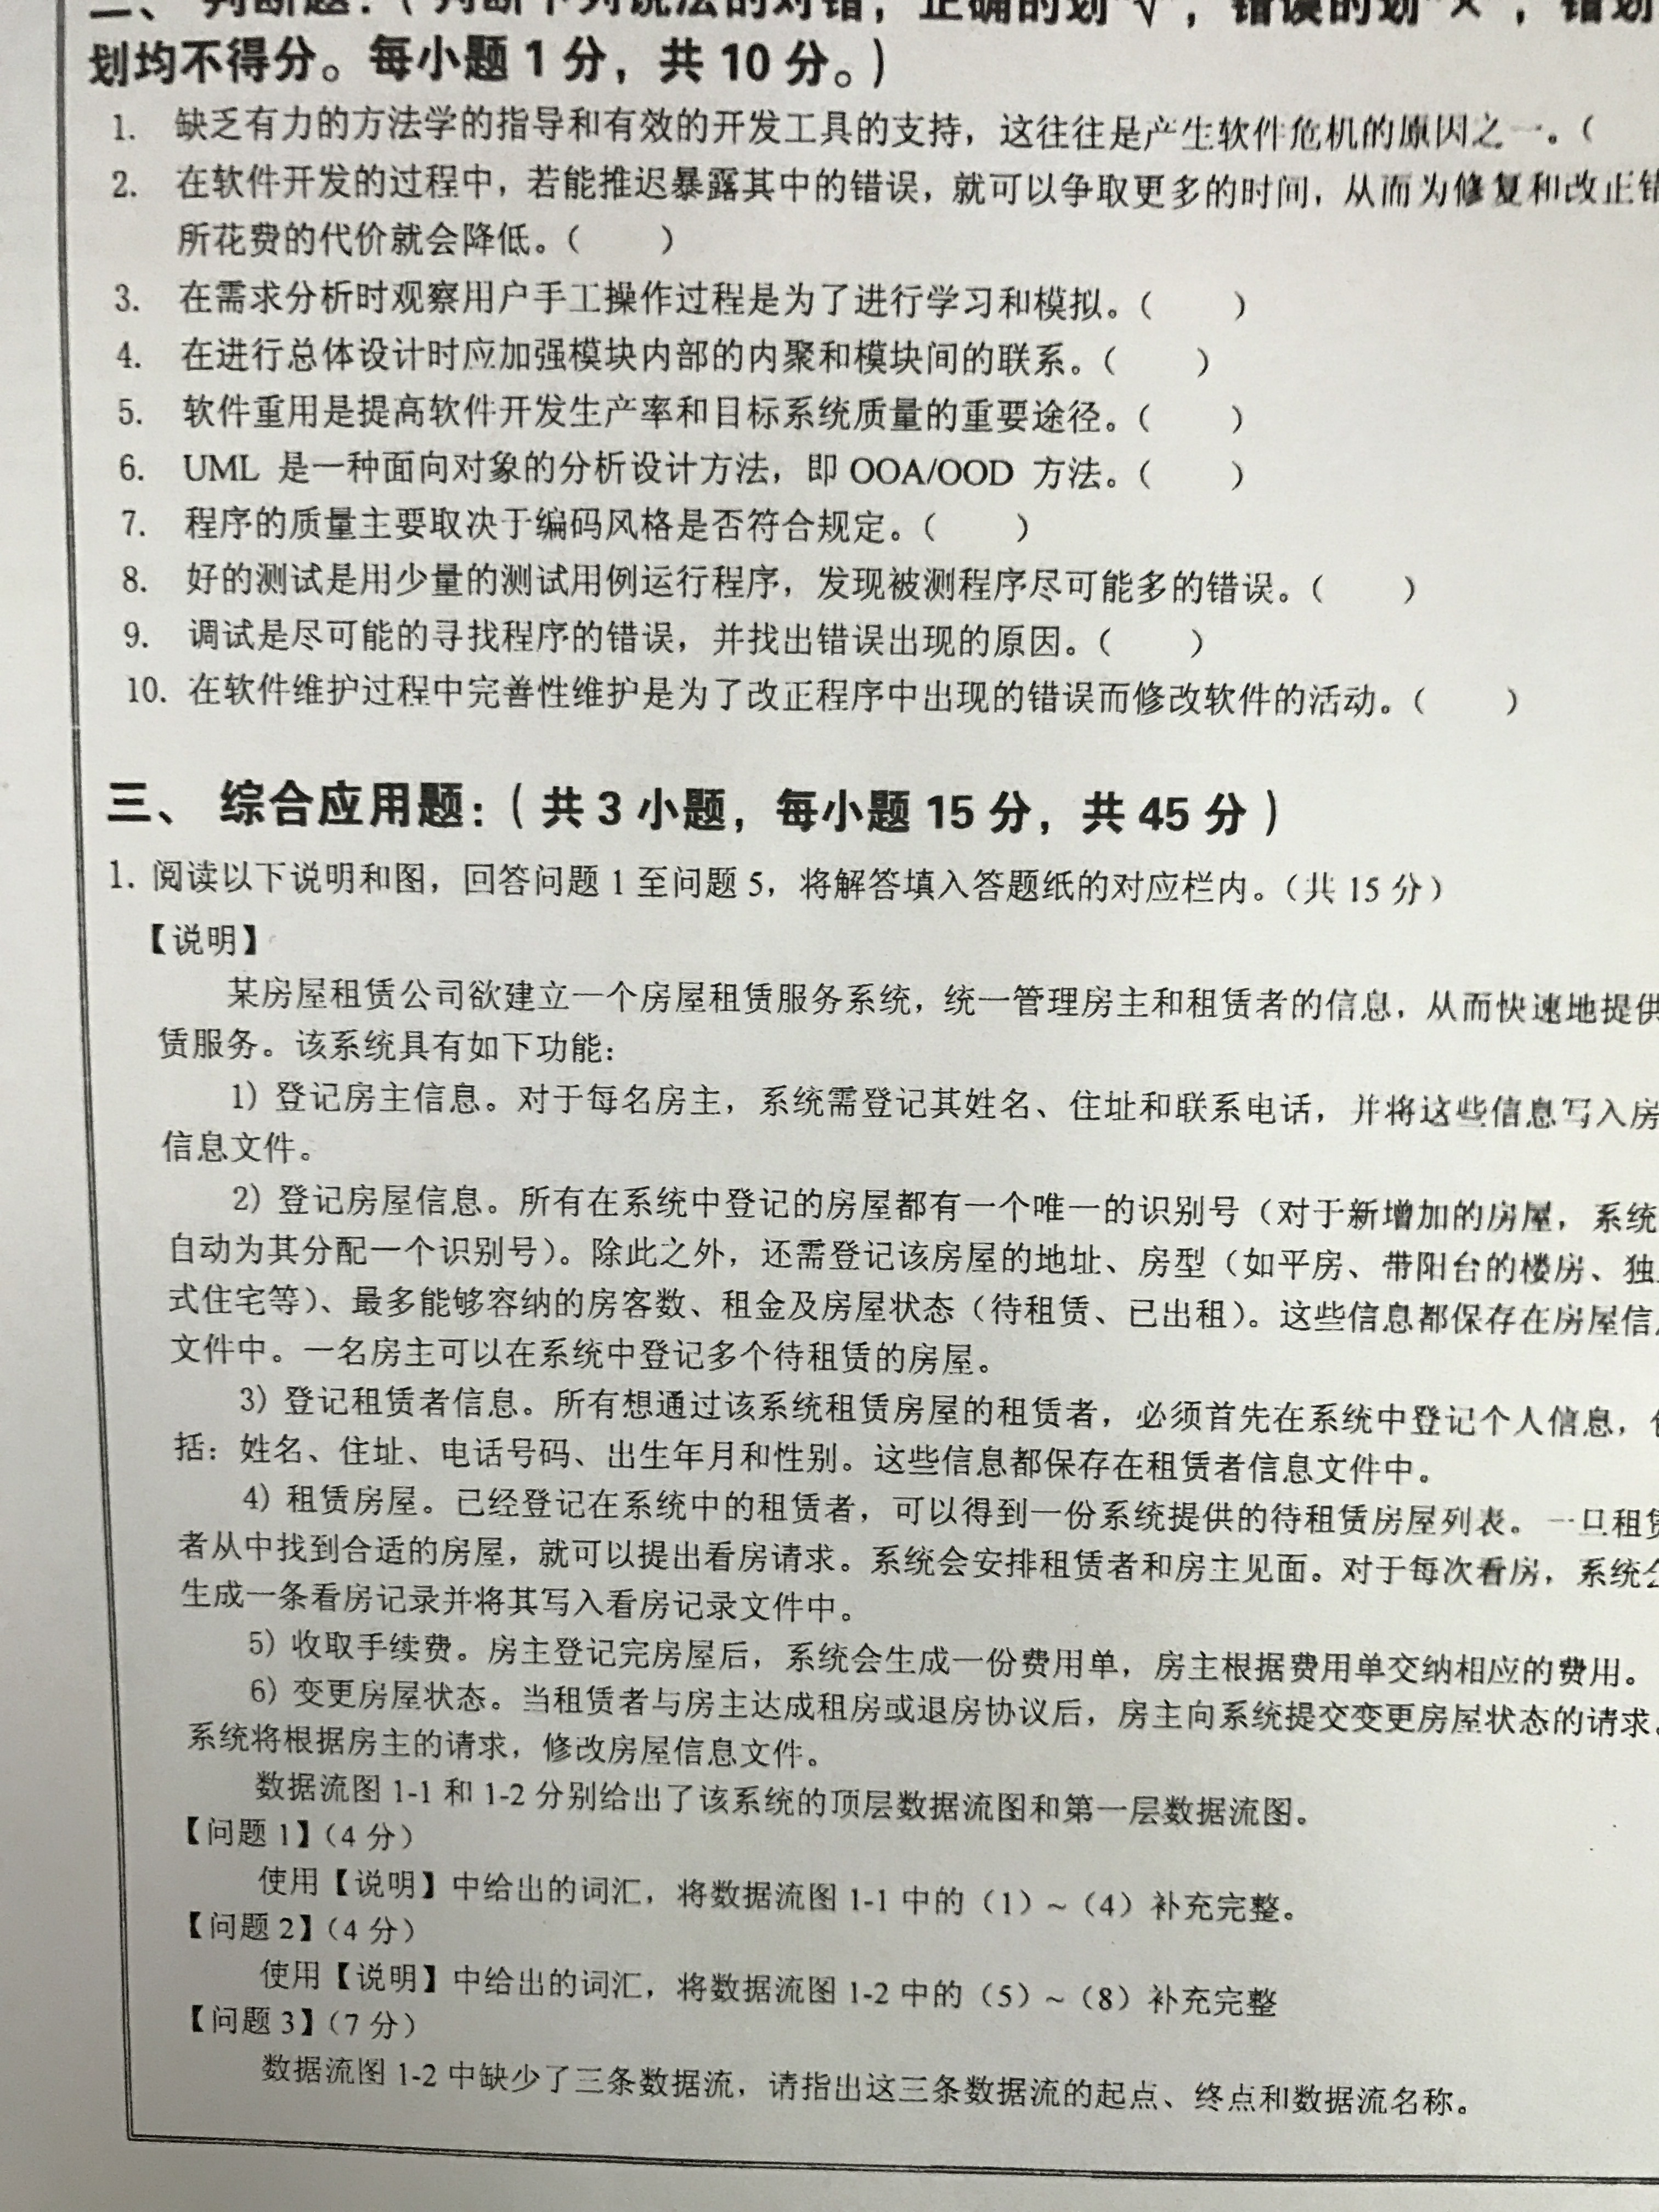 二、 判断题：（判断下列说法的对错，正确的划“√”，错误的划“×”，错划
划均不得分。每小题 1 分，共 10 分。）
1. 缺乏有力的方法学的指导和有效的开发工具的支持，这往往是产生软件危机的原因之一。（
2. 在软件开发的过程中，若能推迟暴露其中的错误，就可以争取更多的时间，从而为修复和改正错
所花费的代价就会降低。（ ）
3. 在需求分析时观察用户手工操作过程是为了进行学习和模拟。（ ）
4. 在进行总体设计时应加强模块内部的内聚和模块间的联系。（ ）
5. 软件重用是提高软件开发生产率和目标系统质量的重要途径。（ ）
6. UML 是一种面向对象的分析设计方法，即 OOA/OOD 方法。（ ）
7. 程序的质量主要取决于编码风格是否符合规定。（ ）
8. 好的测试是用少量的测试用例运行程序，发现被测程序尽可能多的错误。（ ）
9. 调试是尽可能的寻找程序的错误，并找出错误出现的原因。（ ）
10. 在软件维护过程中完善性维护是为了改正程序中出现的错误而修改软件的活动。（ ）
三、 综合应用题：（共 3 小题，每小题 15 分，共 45 分）
1. 阅读以下说明和图，回答问题 1 至问题 5，将解答填入答题纸的对应栏内。（共 15 分）
【说明】
某房屋租赁公司欲建立一个房屋租赁服务系统，统一管理房主和租赁者的信息，从而快速地提供
赁服务。该系统具有如下功能：
1）登记房主信息。对于每名房主，系统需登记其姓名、住址和联系电话，并将这些信息写入房
信息文件。
2）登记房屋信息。所有在系统中登记的房屋都有一个唯一的识别号（对于新增加的房屋，系统
自动为其分配一个识别号）。除此之外，还需登记该房屋的地址、房型（如平房、带阳台的楼房、独
式住宅等）、最多能够容纳的房客数、租金及房屋状态（待租赁、已出租）。这些信息都保存在房屋信
文件中。一名房主可以在系统中登记多个待租赁的房屋。
3）登记租赁者信息。所有想通过该系统租赁房屋的租赁者，必须首先在系统中登记个人信息，
括：姓名、住址、电话号码、出生年月和性别。这些信息都保存在租赁者信息文件中。
4）租赁房屋。已经登记在系统中的租赁者，可以得到一份系统提供的待租赁房屋列表。一旦租赁
者从中找到合适的房屋，就可以提出看房请求。系统会安排租赁者和房主见面。对于每次看房，系统会
生成一条看房记录并将其写入看房记录文件中。
5）收取手续费。房主登记完房屋后，系统会生成一份费用单，房主根据费用单交纳相应的费用。
6）变更房屋状态。当租赁者与房主达成租房或退房协议后，房主向系统提交变更房屋状态的请求。
系统将根据房主的请求，修改房屋信息文件。
数据流图 1-1 和 1-2 分别给出了该系统的顶层数据流图和第一层数据流图。
【问题 1】（4 分）
使用【说明】中给出的词汇，将数据流图 1-1 中的（1）~（4）补充完整。
【问题 2】（4 分）
使用【说明】中给出的词汇，将数据流图 1-2 中的（5）~（8）补充完整
【问题 3】（7 分）
数据流图 1-2 中缺少了三条数据流，请指出这三条数据流的起点、终点和数据流名称。